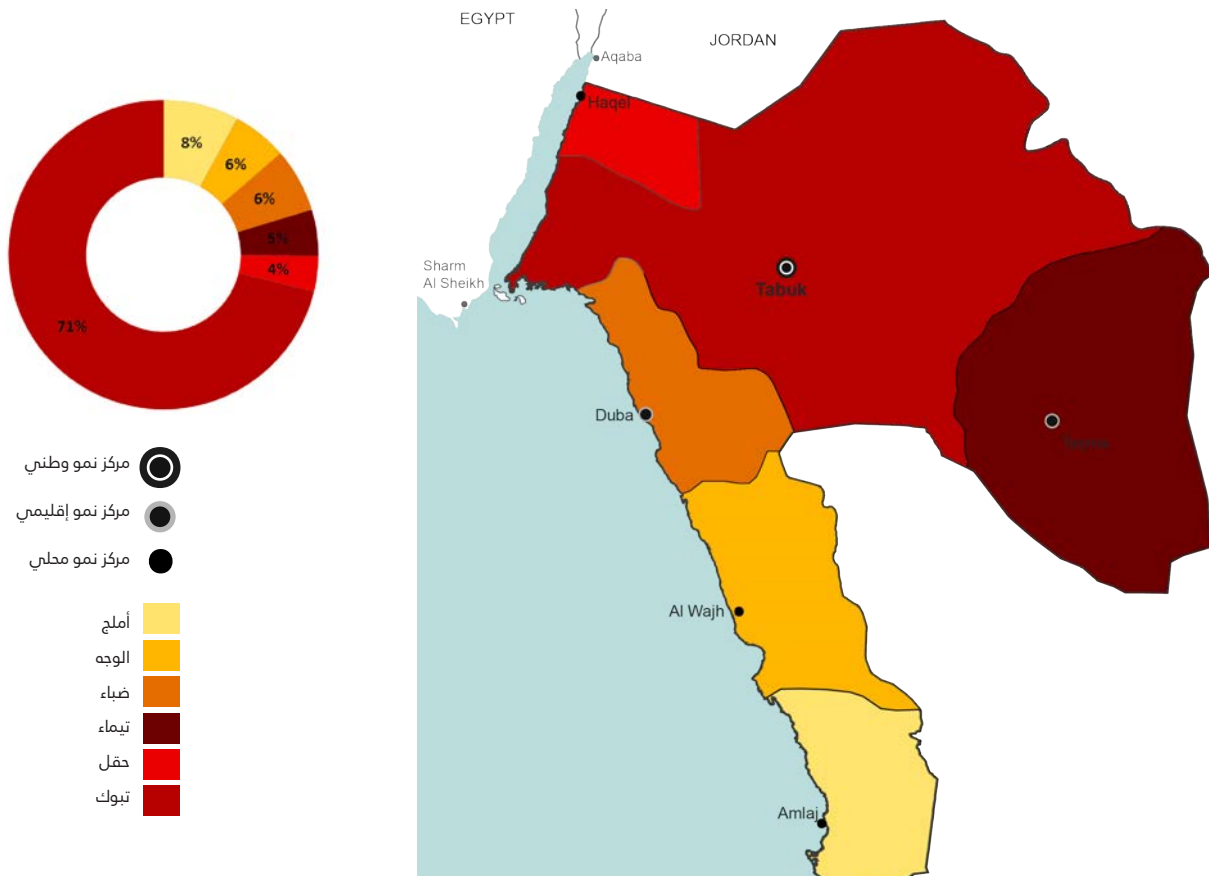 EGYPT
JORDAN
Aqaba
Haqel
8%
6%
6%
5%
4%
71%
Sharm
Al Sheikh
Tabuk
Duba
Tayma
Al Wajh
Amlaj
مركز نمو وطني
مركز نمو إقليمي
مركز نمو محلي
أملج
الوجه
ضباء
تيماء
حقل
تبوك